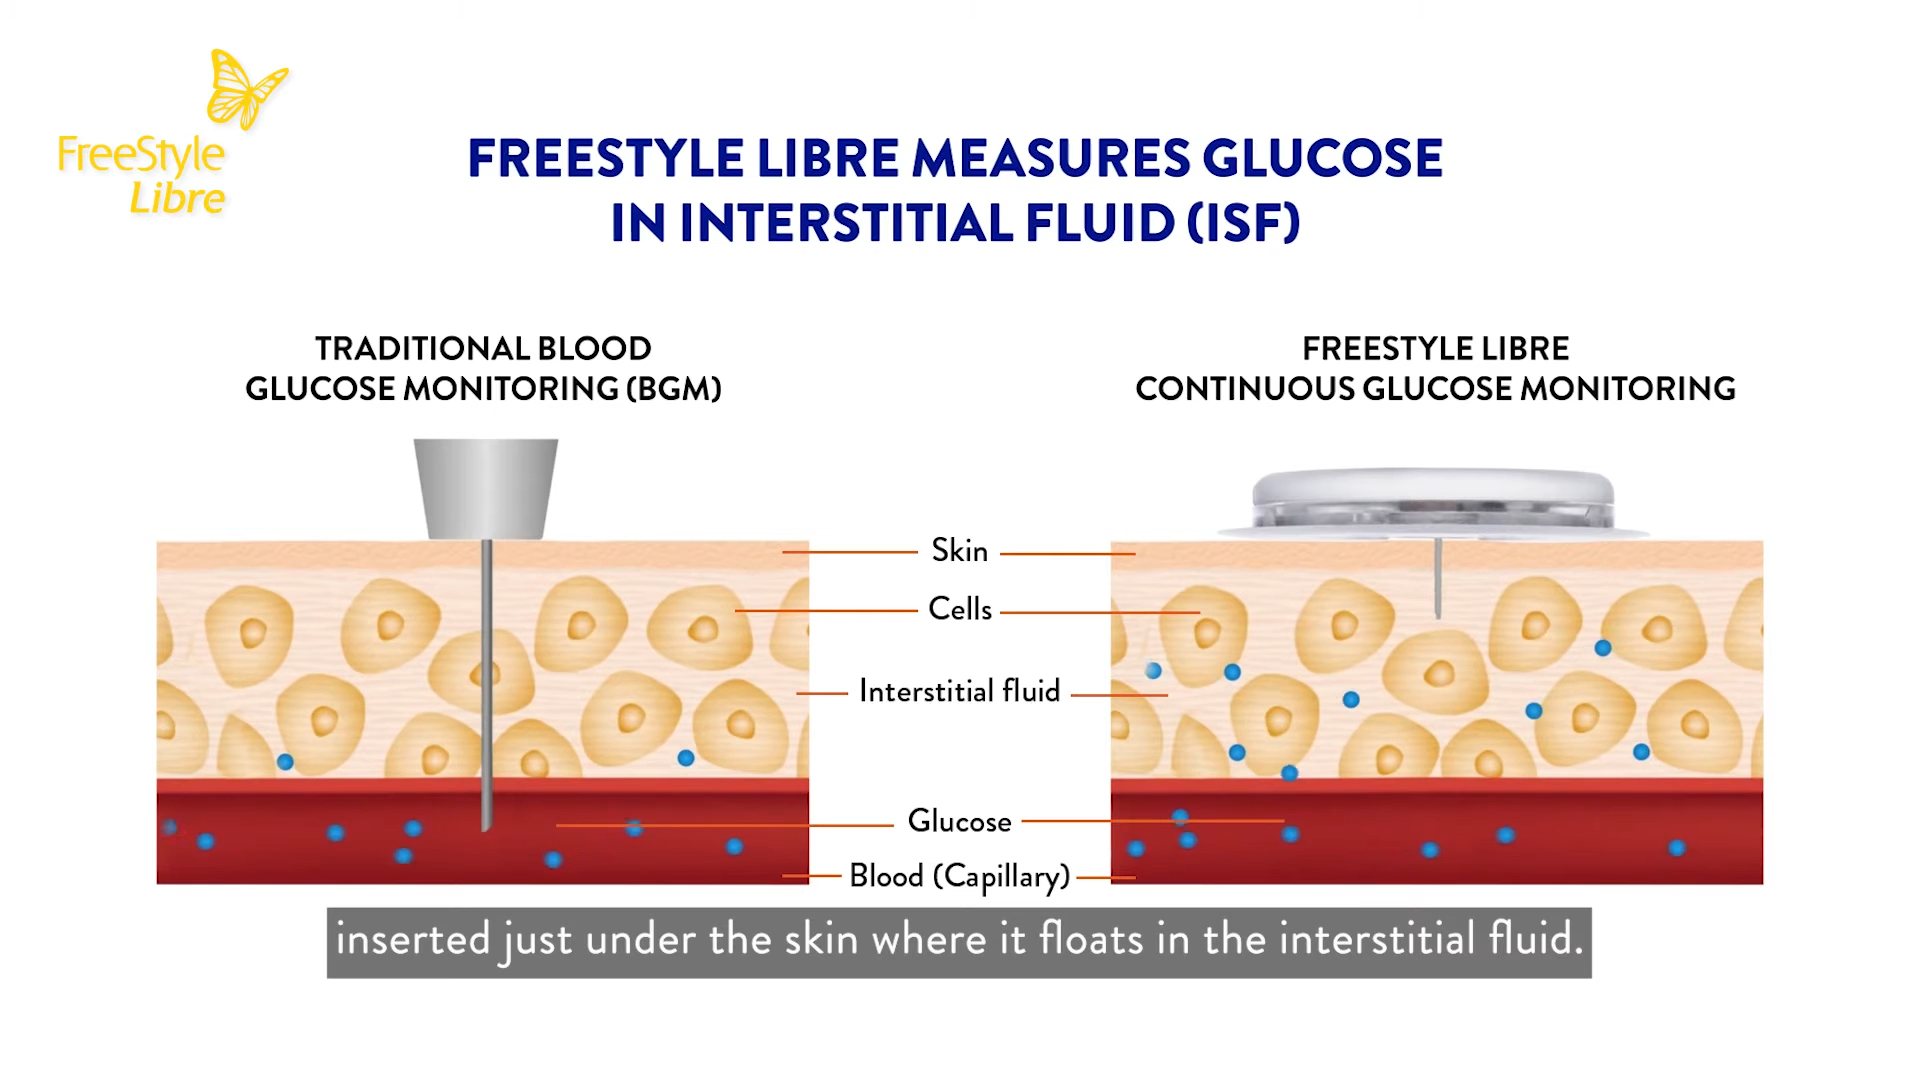 FreeStyle
Libre
FREESTYLE LIBRE MEASURES GLUCOSE
IN INTERSTITIAL FLUID (ISF)
TRADITIONAL BLOOD
GLUCOSE MONITORING (BGM)
FREESTYLE LIBRE
CONTINUOUS GLUCOSE MONITORING
Skin
Cells
Interstitial fluid
Glucose
Blood (Capillary)
inserted just under the skin where it floats in the interstitial fluid.